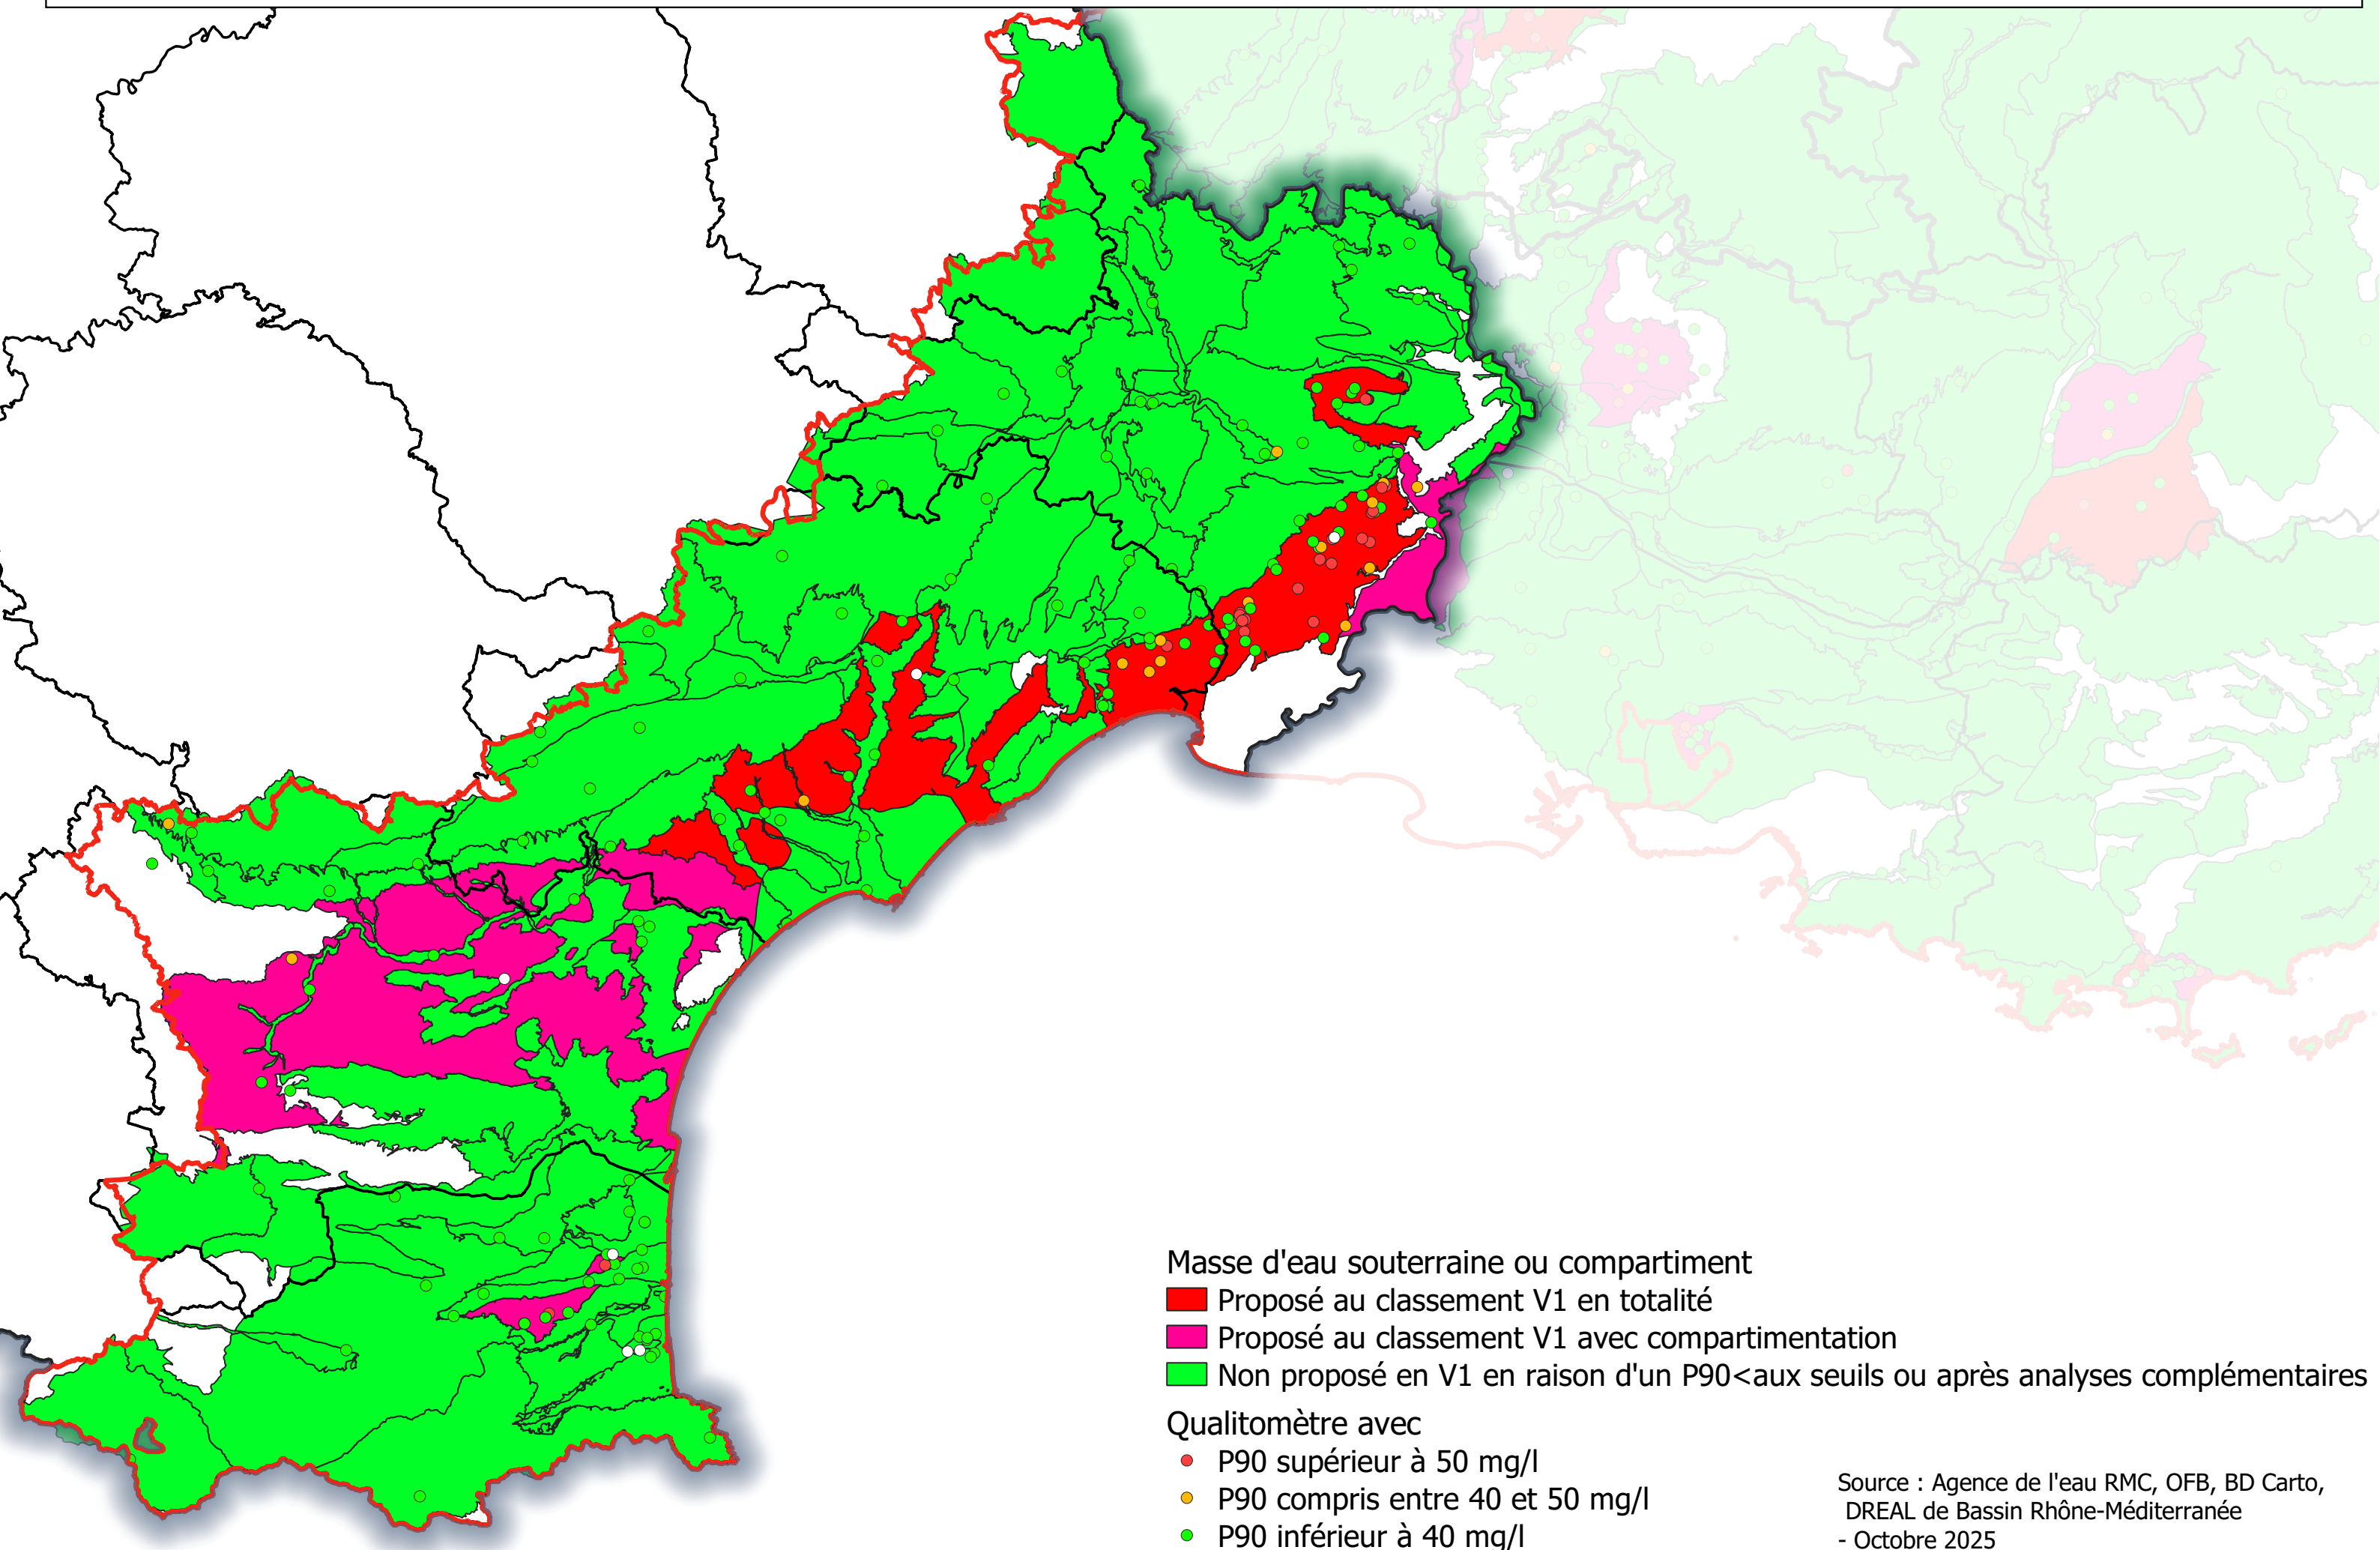 Masse d'eau souterraine ou compartiment
Proposé au classement V1 en totalité
Proposé au classement V1 avec compartimentation
Non proposé en V1 en raison d'un P90<aux seuils ou après analyses complémentaires
Qualitomètre avec
P90 supérieur à 50 mg/l
P90 compris entre 40 et 50 mg/l
P90 inférieur à 40 mg/l
Source : Agence de l'eau RMC, OFB, BD Carto,
DREAL de Bassin Rhône-Méditerranée
- Octobre 2025